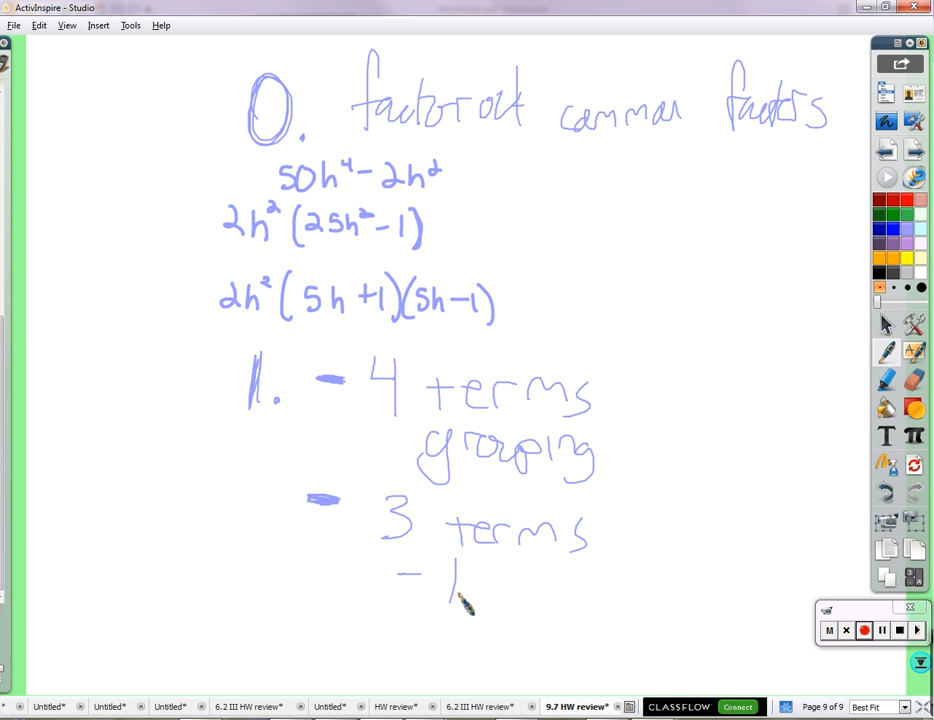 ActivInspire - Studio
File Edit View Insert Tools Help
0. factor out common factors
50h⁴ - 2h²
2h² (25h² - 1)
2h² (5h + 1)(5h - 1)
1. - 4 terms
grouping
- 3 terms
-
M
Untitled* Untitled* Untitled* 6.2 III HW review* Untitled* HW review* 6.2 III HW review* 9.7 HW review* CLASSFLOW Connect Page 9 of 9 Best Fit